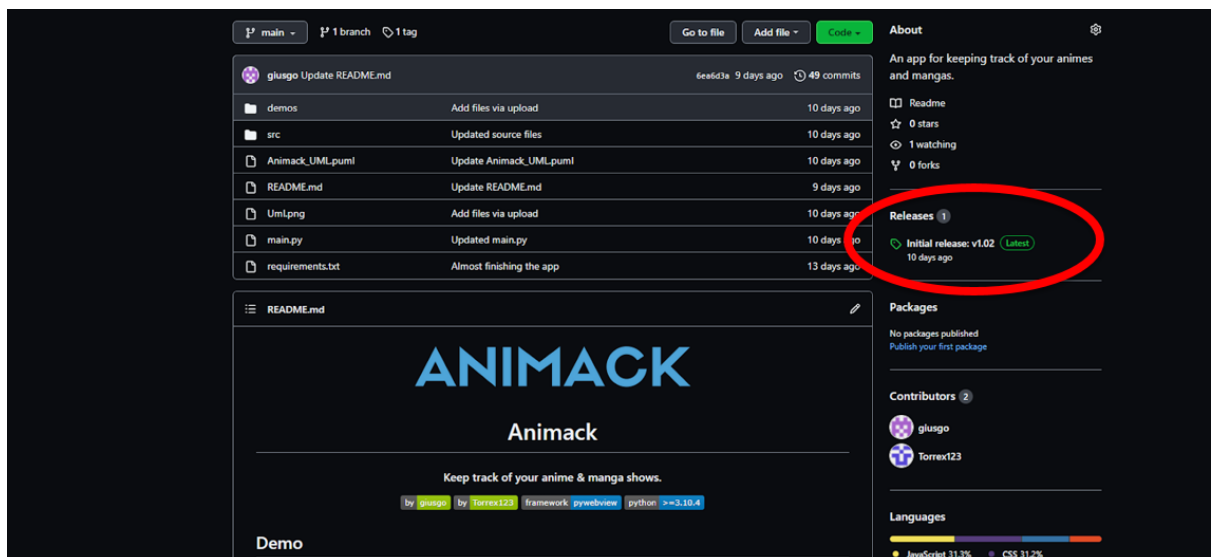 main 1 branch 1 tag Go to file Add file Code
giusgo Update README.md 6ea6d3a 9 days ago 49 commits
demos Add files via upload 10 days ago
src Updated source files 10 days ago
Animack_UML.puml Update Animack_UML.puml 10 days ago
README.md Update README.md 9 days ago
Uml.png Add files via upload 10 days ago
main.py Updated main.py 10 days ago
requirements.txt Almost finishing the app 13 days ago
README.md
ANIMACK
Animack
Keep track of your anime & manga shows.
by giusgo by Torrex123 framework pywebview python >=3.10.4
Demo
About
An app for keeping track of your animes
and mangas.
Readme
0 stars
1 watching
0 forks
Releases 1
Initial release: v1.02 Latest
10 days ago
Packages
No packages published
Publish your first package
Contributors 2
giusgo
Torrex123
Languages
JavaScript 31.3% CSS 31.2%